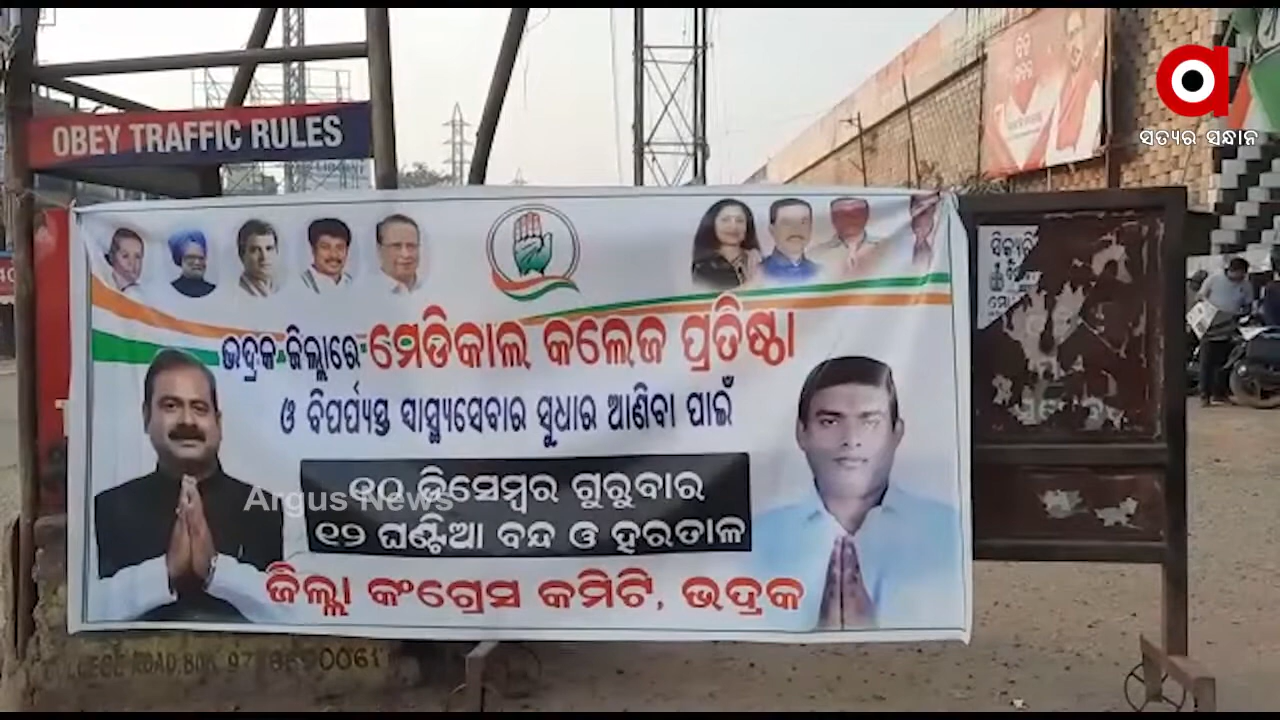 ସତ୍ୟର ସନ୍ଧାନ
OBEY TRAFFIC RULES
ଭଦ୍ରକ ଜିଲ୍ଲାରେ ମେଡିକାଲ କଲେଜ ପ୍ରତିଷ୍ଠା
ଓ ବିପର୍ଯ୍ୟସ୍ତ ସ୍ୱାସ୍ଥ୍ୟସେବାର ସୁଧାର ଆଣିବା ପାଇଁ
୧୦ ଡିସେମ୍ବର ଗୁରୁବାର
Argus News
୧୨ ଘଣ୍ଟିଆ ବନ୍ଦ ଓ ହରତାଳ
ଜିଲ୍ଲା କଂଗ୍ରେସ କମିଟି, ଭଦ୍ରକ